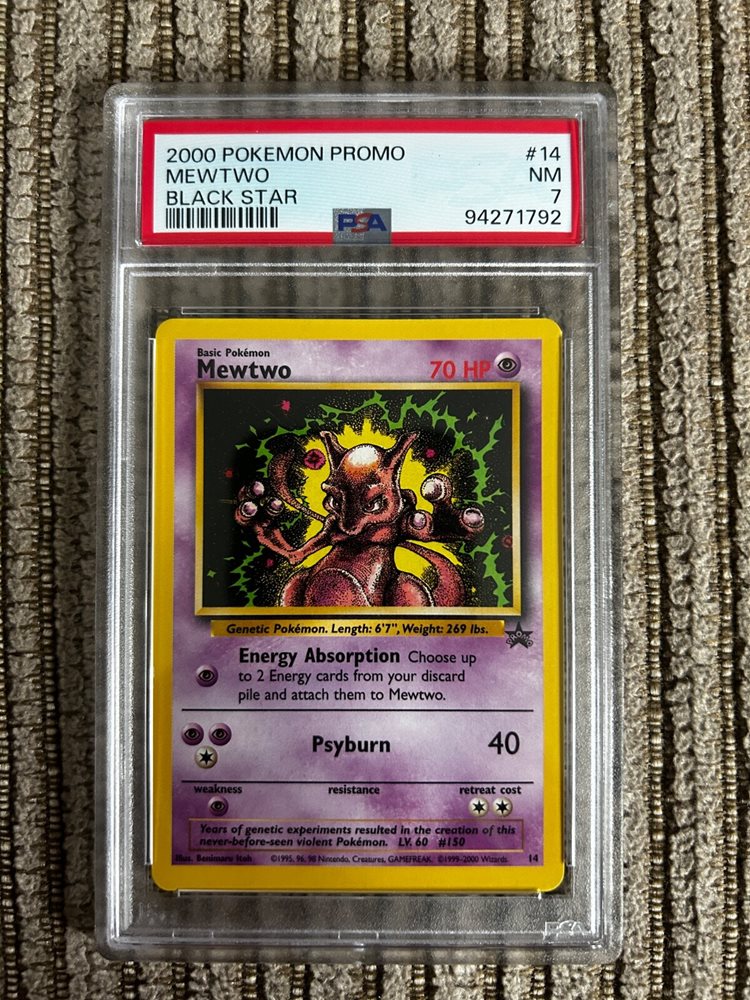 2000 POKEMON PROMO #14
MEWTWO NM
BLACK STAR 7
PSA 94271792
Basic Pokémon
Mewtwo 70 HP
Genetic Pokémon. Length: 6'7", Weight: 269 lbs.
PROMO
Energy Absorption Choose up
to 2 Energy cards from your discard
pile and attach them to Mewtwo.
Psyburn 40
weakness resistance retreat cost
Years of genetic experiments resulted in the creation of this
never-before-seen violent Pokémon. LV. 60 #150
Illus. Benimaru Itoh ©1995, 96, 98 Nintendo, Creatures, GAMEFREAK. ©1999-2000 Wizards. 14
PSA